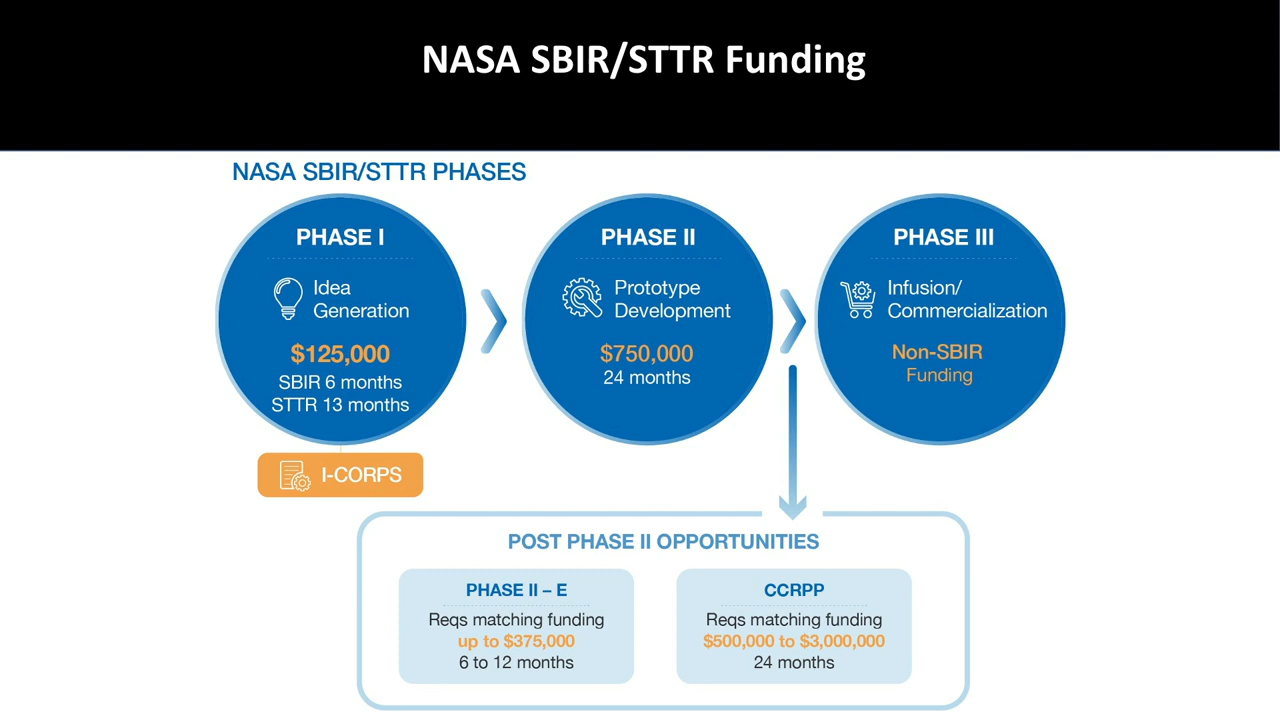 NASA SBIR/STTR Funding
NASA SBIR/STTR PHASES
PHASE I
Idea
Generation
$125,000
SBIR 6 months
STTR 13 months
I-CORPS
PHASE II
Prototype
Development
$750,000
24 months
PHASE III
Infusion/
Commercialization
Non-SBIR
Funding
POST PHASE II OPPORTUNITIES
PHASE II – E
Reqs matching funding
up to $375,000
6 to 12 months
CCRPP
Reqs matching funding
$500,000 to $3,000,000
24 months